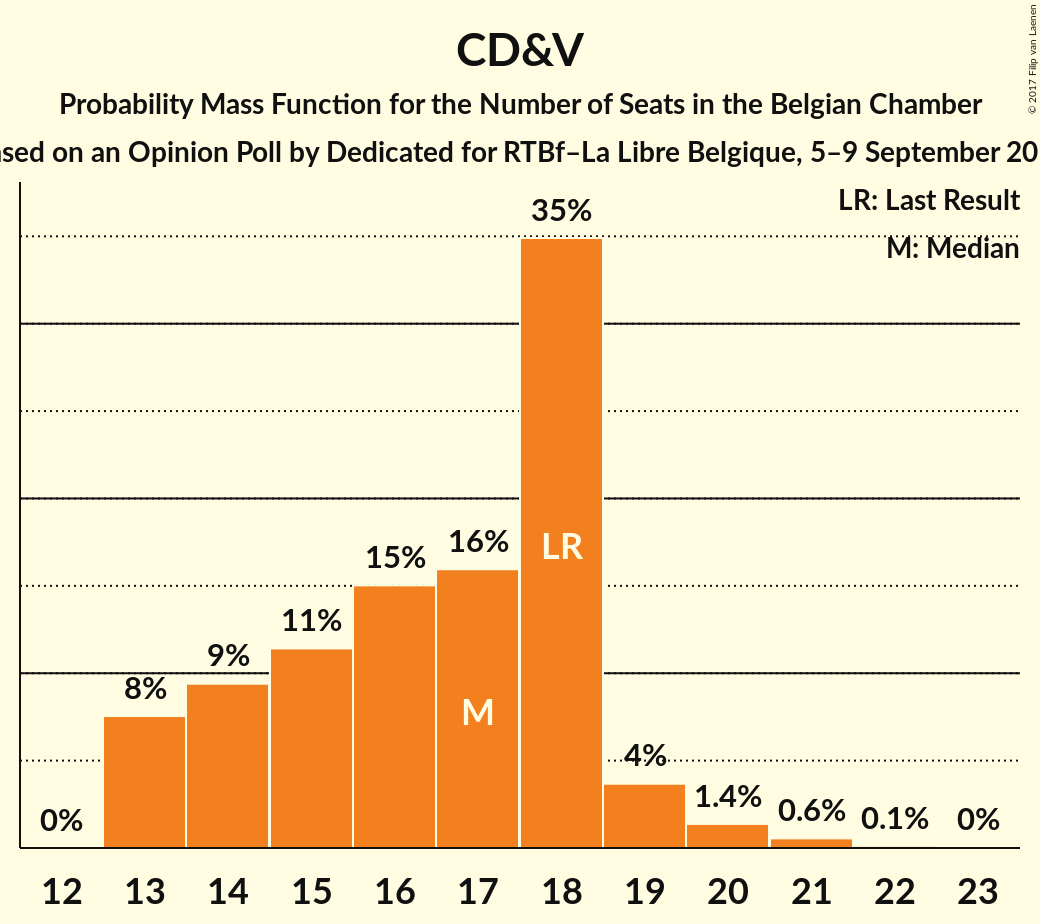 CD&V
Probability Mass Function for the Number of Seats in the Belgian Chamber
on an Opinion Poll by Dedicated for RTBf–La Libre Belgique, 5–9 September
© 2017 Filip van Laenen
LR: Last Result
M: Median
35%
16%
15%
11%
9%
8%
4%
1.4%
0.6%
0.1%
0%
0%
LR
M
12 13 14 15 16 17 18 19 20 21 22 23